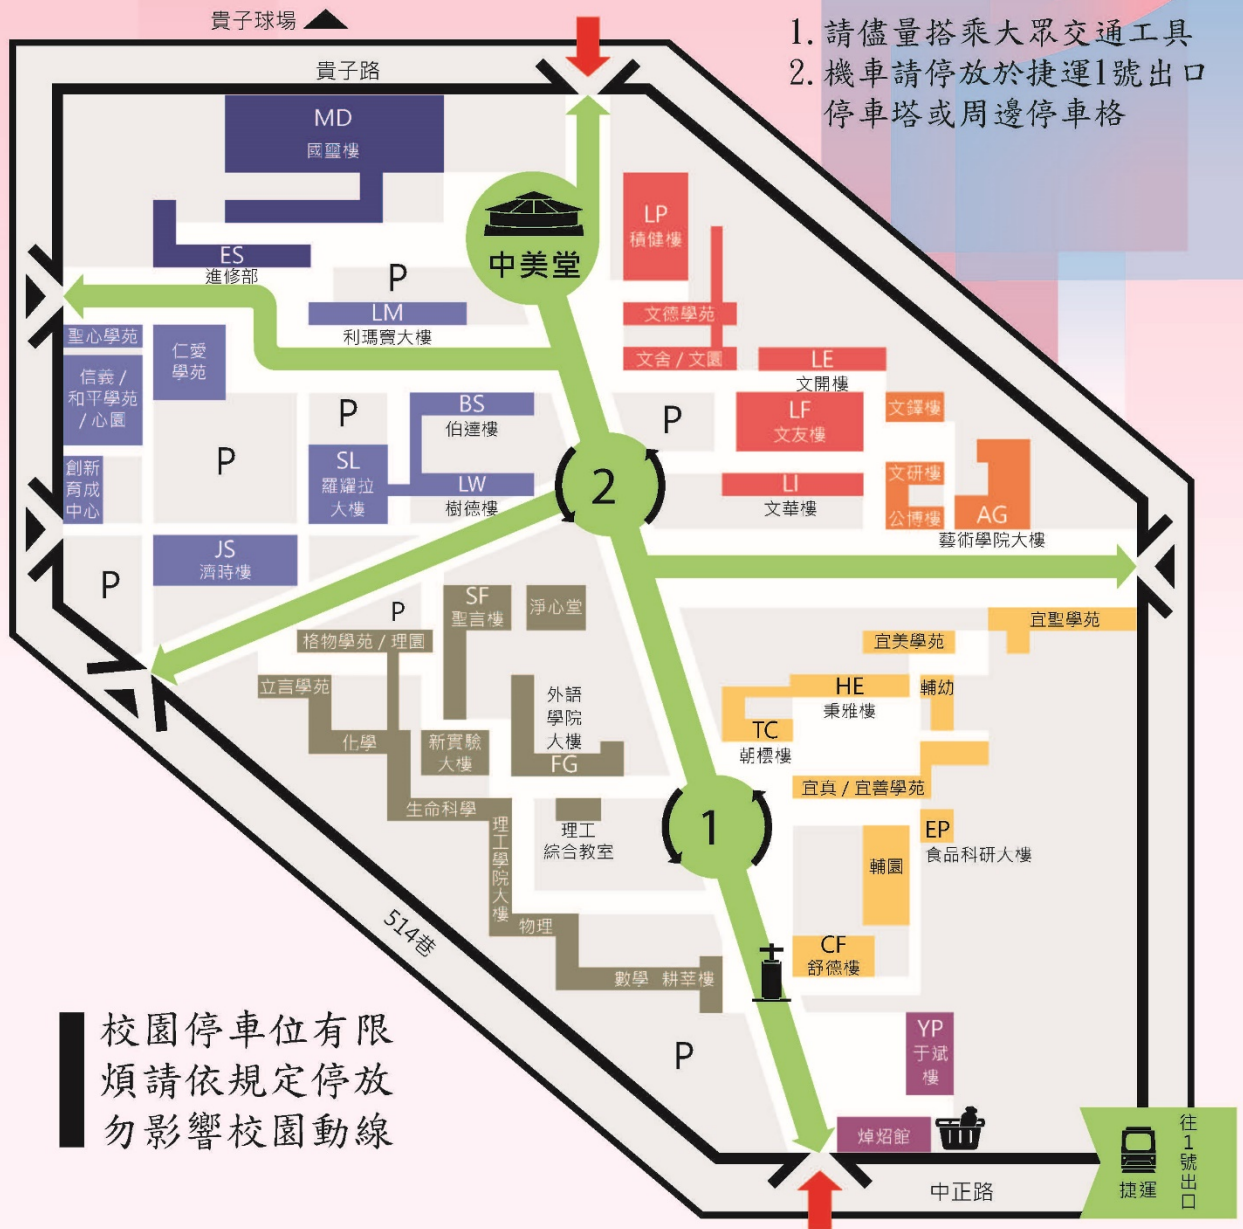 貴子球場
1. 請儘量搭乘大眾交通工具
2. 機車請停放於捷運1號出口
停車塔或周邊停車格
貴子路
MD
國璽樓
中美堂
LP
積健樓
ES
進修部
P
LM
利瑪竇大樓
文德學苑
文舍 / 文園
LE
文開樓
聖心學苑
仁愛
學苑
信義 /
和平學苑
/ 心園
P
BS
伯達樓
P
LF
文友樓
文鐸樓
P
創新
育成
中心
SL
羅耀拉
大樓
LW
樹德樓
2
LI
文華樓
文研樓
公博樓
AG
藝術學院大樓
JS
濟時樓
P
P
SF
聖言樓
淨心堂
格物學苑 / 理園
宜聖學苑
宜美學苑
立言學苑
外語
學院
大樓
FG
HE
秉雅樓
輔幼
TC
朝橒樓
化學
新實驗
大樓
宜真 / 宜善學苑
生命科學
理工
綜合教室
1
EP
食品科研大樓
理工學院大樓
輔園
物理
514巷
CF
舒德樓
數學
耕莘樓
P
YP
于斌
樓
校園停車位有限
煩請依規定停放
勿影響校園動線
焯炤館
中正路
捷運
往1號出口